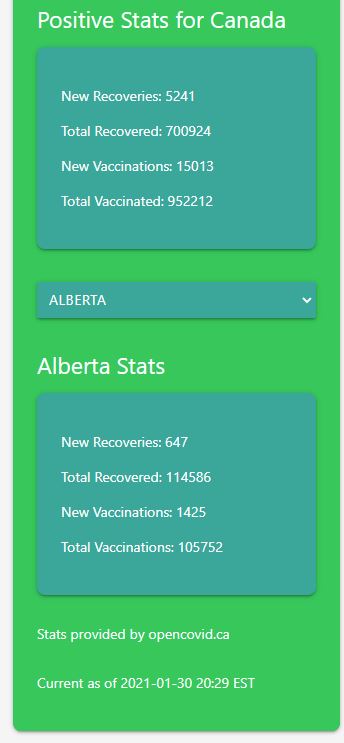 Positive Stats for Canada
New Recoveries: 5241
Total Recovered: 700924
New Vaccinations: 15013
Total Vaccinated: 952212
ALBERTA
Alberta Stats
New Recoveries: 647
Total Recovered: 114586
New Vaccinations: 1425
Total Vaccinations: 105752
Stats provided by opencovid.ca
Current as of 2021-01-30 20:29 EST